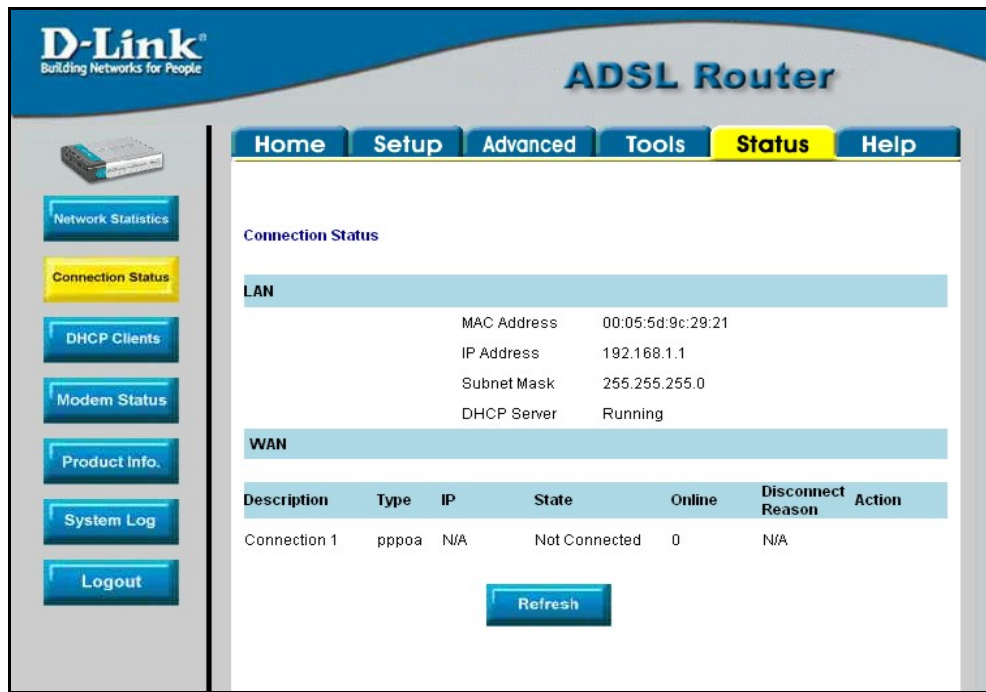 D-Link®
Building Networks for People
ADSL Router
Home Setup Advanced Tools Status Help
Network Statistics
Connection Status
DHCP Clients
Modem Status
Product Info.
System Log
Logout
Connection Status
LAN
MAC Address 00:05:5d:9c:29:21
IP Address 192.168.1.1
Subnet Mask 255.255.255.0
DHCP Server Running
WAN
Description Type IP State Online Disconnect Reason Action
Connection 1 pppoa N/A Not Connected 0 N/A
Refresh